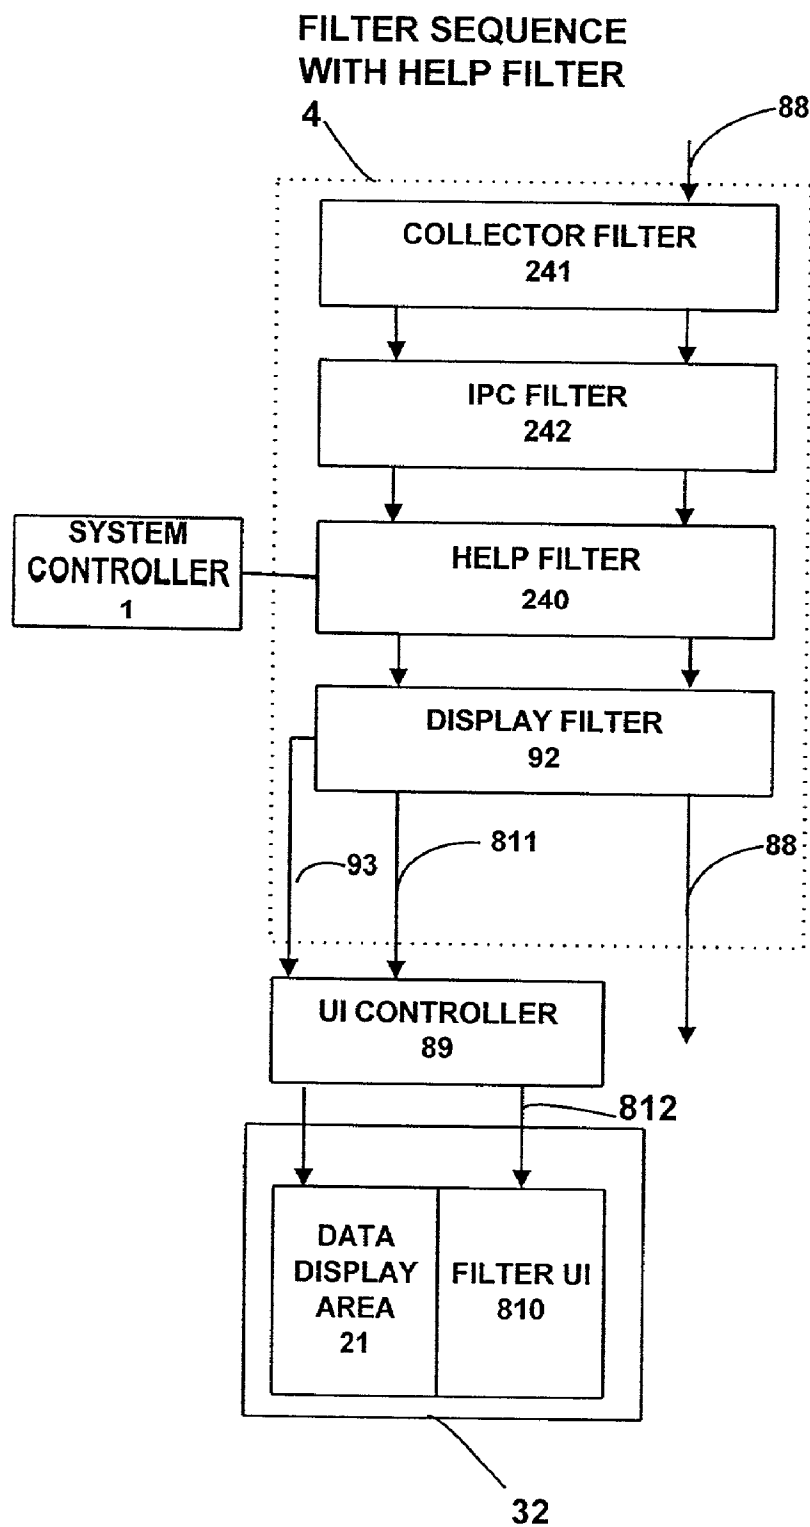 FILTER SEQUENCE
WITH HELP FILTER
4
88
COLLECTOR FILTER
241
IPC FILTER
242
SYSTEM
CONTROLLER
1
HELP FILTER
240
DISPLAY FILTER
92
93
811
88
UI CONTROLLER
89
812
DATA
DISPLAY
AREA
21
FILTER UI
810
32